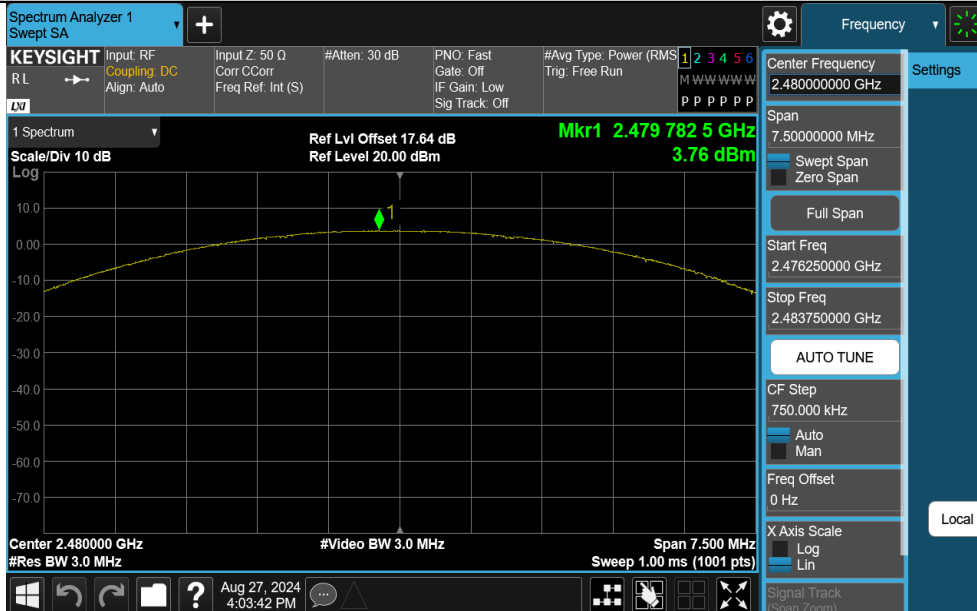 Spectrum Analyzer 1
Swept SA
Frequency
KEYSIGHT
RL
LXI
Input: RF
Coupling: DC
Align: Auto
Input Z: 50 Ω
Corr CCorr
Freq Ref: Int (S)
#Atten: 30 dB
PNO: Fast
Gate: Off
IF Gain: Low
Sig Track: Off
#Avg Type: Power (RMS
Trig: Free Run
1 2 3 4 5 6
M W W W W W
P P P P P P
1 Spectrum
Scale/Div 10 dB
Log
Ref Lvl Offset 17.64 dB
Ref Level 20.00 dBm
Mkr1 2.479 782 5 GHz
3.76 dBm
1
10.0
0.00
-10.0
-20.0
-30.0
-40.0
-50.0
-60.0
-70.0
Center 2.480000 GHz
#Res BW 3.0 MHz
#Video BW 3.0 MHz
Span 7.500 MHz
Sweep 1.00 ms (1001 pts)
Aug 27, 2024
4:03:42 PM
Center Frequency
2.480000000 GHz
Span
7.50000000 MHz
Swept Span
Zero Span
Full Span
Start Freq
2.476250000 GHz
Stop Freq
2.483750000 GHz
AUTO TUNE
CF Step
750.000 kHz
Auto
Man
Freq Offset
0 Hz
X Axis Scale
Log
Lin
Signal Track
(Span Zoom)
Settings
Local